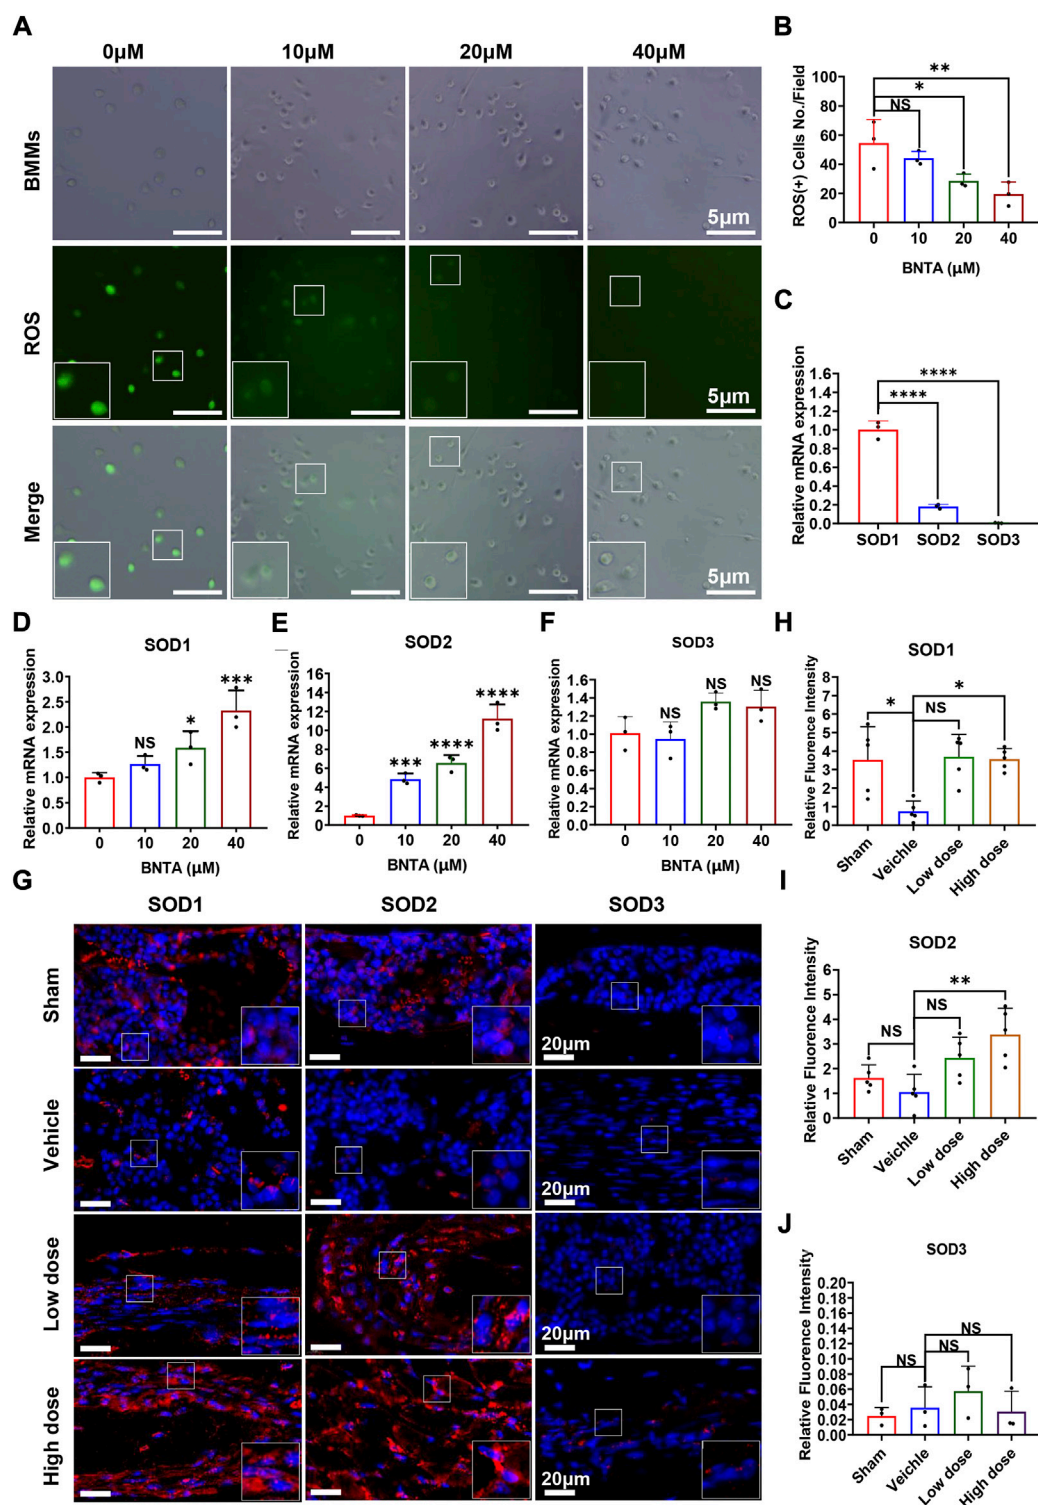 A
0μM 10μM 20μM 40μM
BMMs
5μm
ROS
5μm
Merge
5μm
B
ROS(+) Cells No./Field
100
80
60
40
20
0
NS
*
**
0 10 20 40
BNTA (μM)
C
Relative mRNA expression
1.6
1.4
1.2
1.0
0.8
0.6
0.4
0.2
0.0
****
****
SOD1 SOD2 SOD3
D
SOD1
Relative mRNA expression
3.0
2.5
2.0
1.5
1.0
0.5
0.0
NS * ***
0 10 20 40
BNTA (μM)
E
SOD2
Relative mRNA expression
16
14
12
10
8
6
4
2
0
*** **** ****
0 10 20 40
BNTA (μM)
F
SOD3
Relative mRNA expression
1.6
1.4
1.2
1.0
0.8
0.6
0.4
0.2
0.0
NS NS NS
0 10 20 40
BNTA (μM)
G
SOD1 SOD2 SOD3
Sham
20μm
Vehicle
20μm
Low dose
20μm
High dose
20μm
H
SOD1
Relative Fluorescence Intensity
8
7
6
5
4
3
2
1
0
* NS *
Sham Veichle Low dose High dose
I
SOD2
Relative Fluorescence Intensity
6
5
4
3
2
1
0
NS NS **
Sham Veichle Low dose High dose
J
SOD3
Relative Fluorescence Intensity
0.20
0.18
0.16
0.14
0.12
0.10
0.08
0.06
0.04
0.02
0.00
NS NS NS
Sham Veichle Low dose High dose